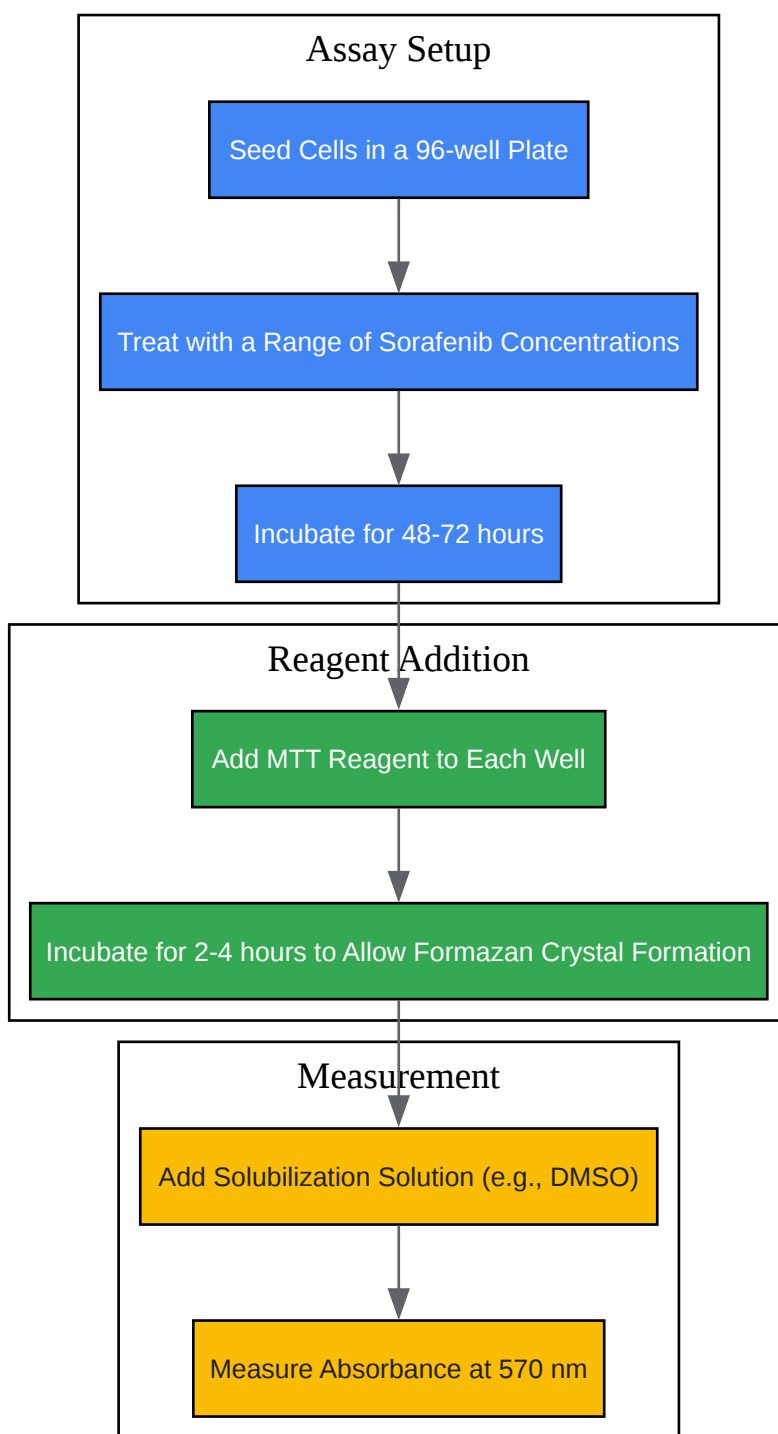 Assay Setup
Seed Cells in a 96-well Plate
Treat with a Range of Sorafenib Concentrations
Incubate for 48-72 hours
Reagent Addition
Add MTT Reagent to Each Well
Incubate for 2-4 hours to Allow Formazan Crystal Formation
Measurement
Add Solubilization Solution (e.g., DMSO)
Measure Absorbance at 570 nm